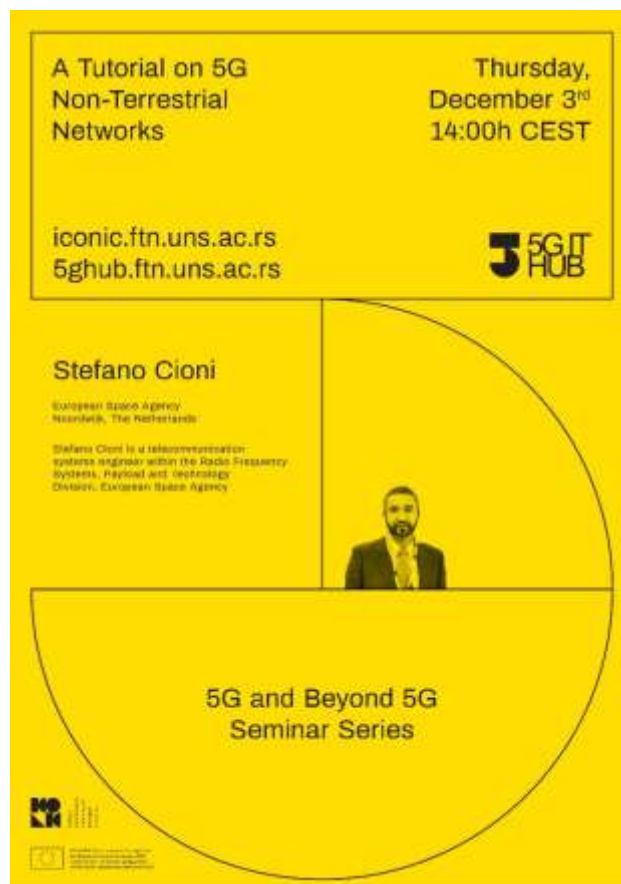 A Tutorial on 5G
Non-Terrestrial
Networks
Thursday,
December 3rd
14:00h CEST
iconic.ftn.uns.ac.rs
5ghub.ftn.uns.ac.rs
5G IT
HUB
Stefano Cioni
European Space Agency
Noordwijk, The Netherlands
Stefano Cioni is a telecommunication
systems engineer within the Radio Frequency
Systems, Payload and Technology
Division, European Space Agency
5G and Beyond 5G
Seminar Series